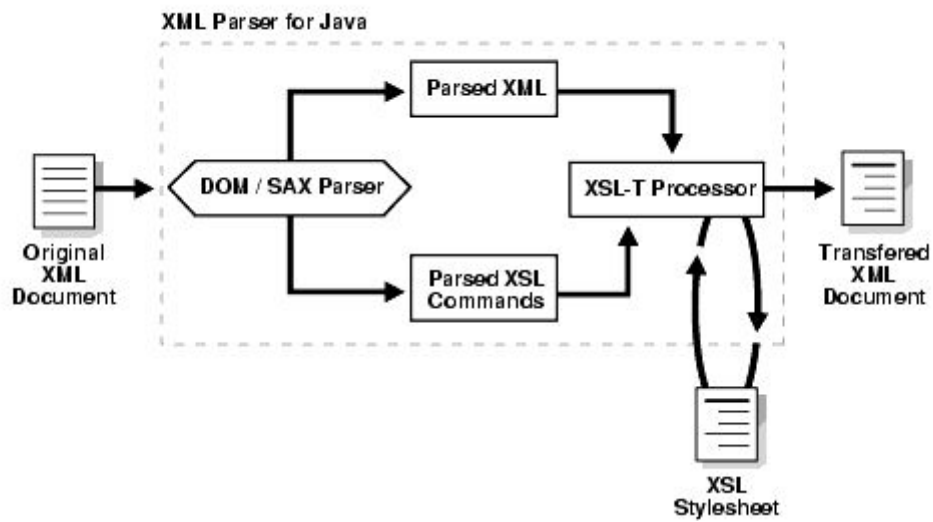 XML Parser for Java
Parsed XML
DOM / SAX Parser
XSL-T Processor
Original
XML
Document
Parsed XSL
Commands
Transfered
XML
Document
XSL
Stylesheet